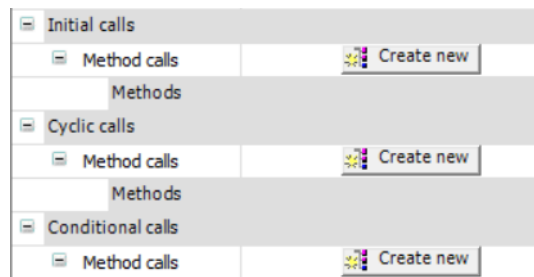 Initial calls
Method calls Create new
Methods
Cyclic calls
Method calls Create new
Methods
Conditional calls
Method calls Create new